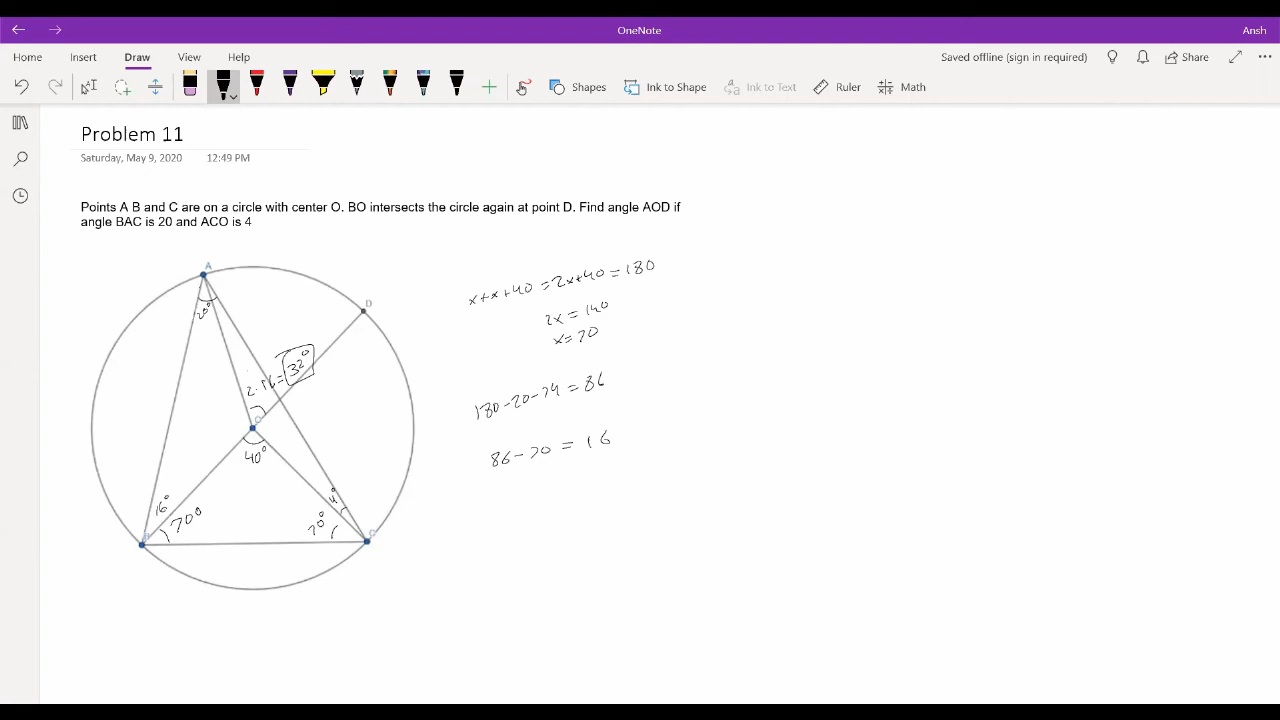 OneNote
Ansh
Home Insert Draw View Help
Saved offline (sign in required)
Share
Shapes
Ink to Shape
Ink to Text
Ruler
Math
Problem 11
Saturday, May 9, 2020 12:49 PM
Points A B and C are on a circle with center O. BO intersects the circle again at point D. Find angle AOD if
angle BAC is 20 and ACO is 4
A
D
20°
2·16=32°
O
40°
16°
70°
4°
70°
B
C
x+x+40 =2x+40 =180
2x = 140
x=70
180-20-74 =86
86-70 = 16